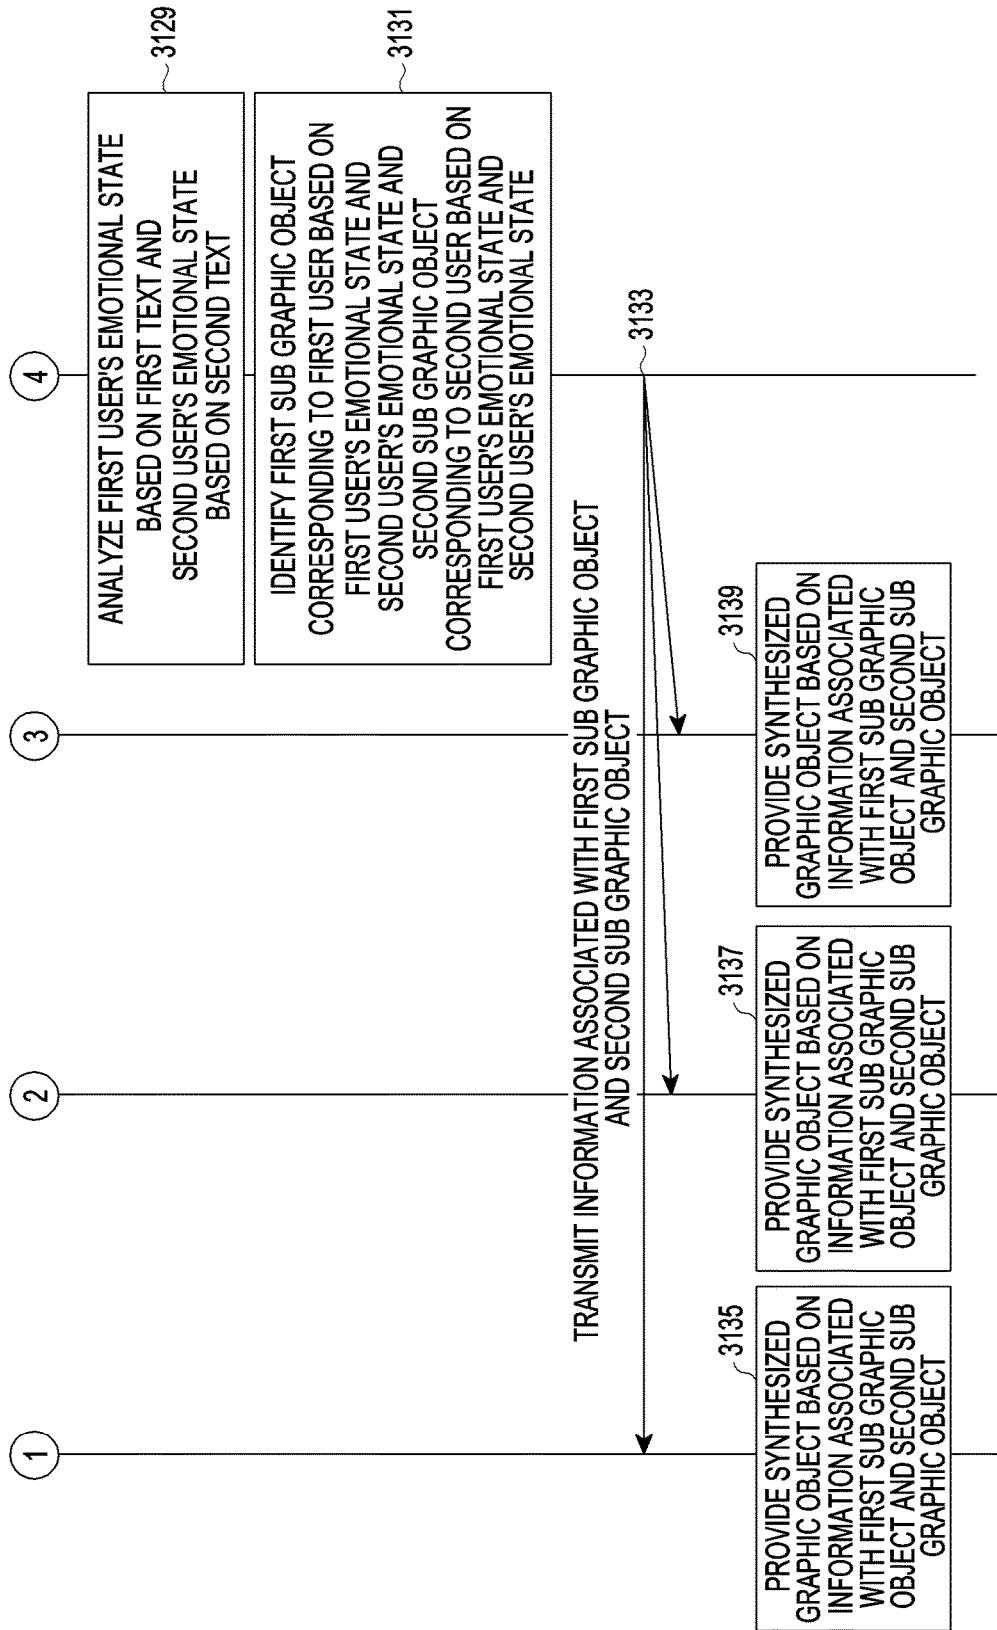 1
2
3
4
ANALYZE FIRST USER'S EMOTIONAL STATE
BASED ON FIRST TEXT AND
SECOND USER'S EMOTIONAL STATE
BASED ON SECOND TEXT
3129
IDENTIFY FIRST SUB GRAPHIC OBJECT
CORRESPONDING TO FIRST USER BASED ON
FIRST USER'S EMOTIONAL STATE AND
SECOND USER'S EMOTIONAL STATE AND
SECOND SUB GRAPHIC OBJECT
CORRESPONDING TO SECOND USER BASED ON
FIRST USER'S EMOTIONAL STATE AND
SECOND USER'S EMOTIONAL STATE
3131
TRANSMIT INFORMATION ASSOCIATED WITH FIRST SUB GRAPHIC OBJECT
AND SECOND SUB GRAPHIC OBJECT
3133
3135
PROVIDE SYNTHESIZED
GRAPHIC OBJECT BASED ON
INFORMATION ASSOCIATED
WITH FIRST SUB GRAPHIC
OBJECT AND SECOND SUB
GRAPHIC OBJECT
3137
PROVIDE SYNTHESIZED
GRAPHIC OBJECT BASED ON
INFORMATION ASSOCIATED
WITH FIRST SUB GRAPHIC
OBJECT AND SECOND SUB
GRAPHIC OBJECT
3139
PROVIDE SYNTHESIZED
GRAPHIC OBJECT BASED ON
INFORMATION ASSOCIATED
WITH FIRST SUB GRAPHIC
OBJECT AND SECOND SUB
GRAPHIC OBJECT